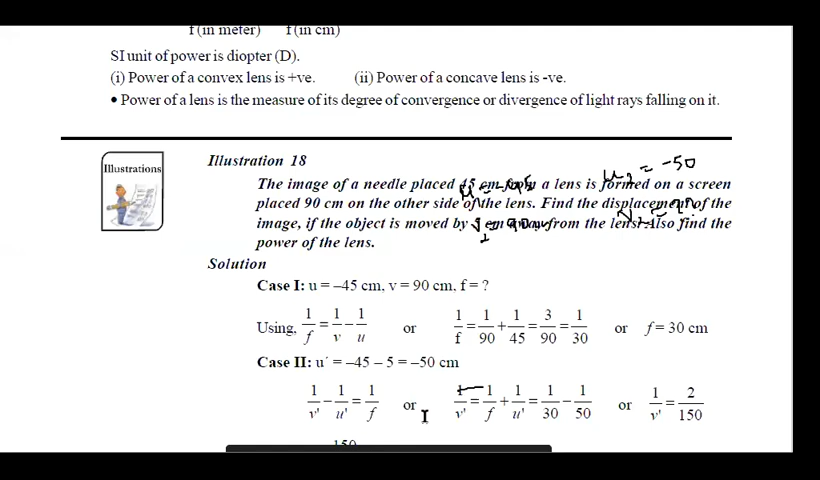 f (in meter) f (in cm)
SI unit of power is diopter (D).
(i) Power of a convex lens is +ve. (ii) Power of a concave lens is -ve.
• Power of a lens is the measure of its degree of convergence or divergence of light rays falling on it.
Illustrations
Illustration 18
The image of a needle placed 45 cm from a lens is formed on a screen
placed 90 cm on the other side of the lens. Find the displacement of the
image, if the object is moved by 5 cm away from the lens. Also find the
power of the lens.
u₂ = -50
Solution
Case I: u = –45 cm, v = 90 cm, f = ?
Using, 1/f = 1/v − 1/u or 1/f = 1/90 + 1/45 = 3/90 = 1/30 or f = 30 cm
Case II: u' = –45 – 5 = –50 cm
1/v' − 1/u' = 1/f or 1/v' = 1/f + 1/u' = 1/30 − 1/50 or 1/v' = 2/150
150